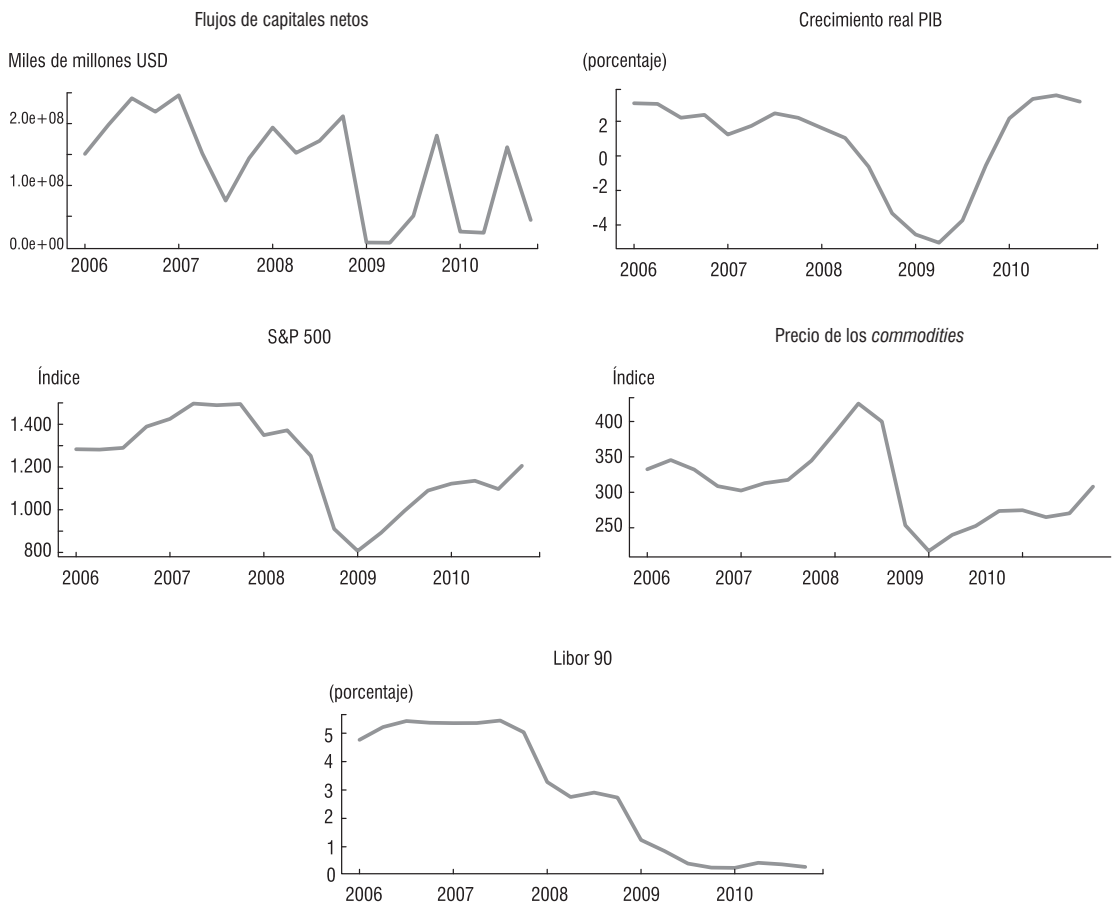 Flujos de capitales netos
Miles de millones USD
2.0e+08
1.0e+08
0.0e+00
2006 2007 2008 2009 2010
Crecimiento real PIB
(porcentaje)
2
0
-2
-4
2006 2007 2008 2009 2010
S&P 500
Índice
1.400
1.200
1.000
800
2006 2007 2008 2009 2010
Precio de los commodities
Índice
400
350
300
250
2006 2007 2008 2009 2010
Libor 90
(porcentaje)
5
4
3
2
1
0
2006 2007 2008 2009 2010